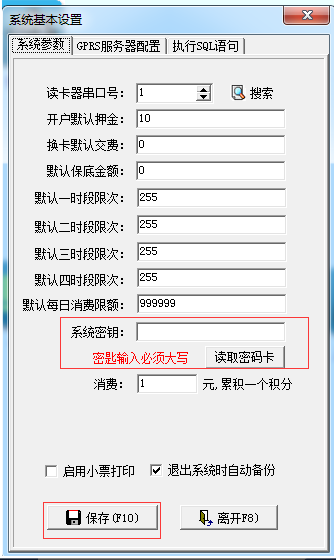 系统基本设置
系统参数 GPRS服务器配置 执行SQL语句
读卡器串口号： 1 搜索
开户默认押金： 10
换卡默认交费： 0
默认保底金额： 0
默认一时段限次： 255
默认二时段限次： 255
默认三时段限次： 255
默认四时段限次： 255
默认每日消费限额： 999999
系统密钥：
密匙输入必须大写 读取密码卡
消费： 1 元,累积一个积分
启用小票打印 退出系统时自动备份
保存(F10) 离开F8)